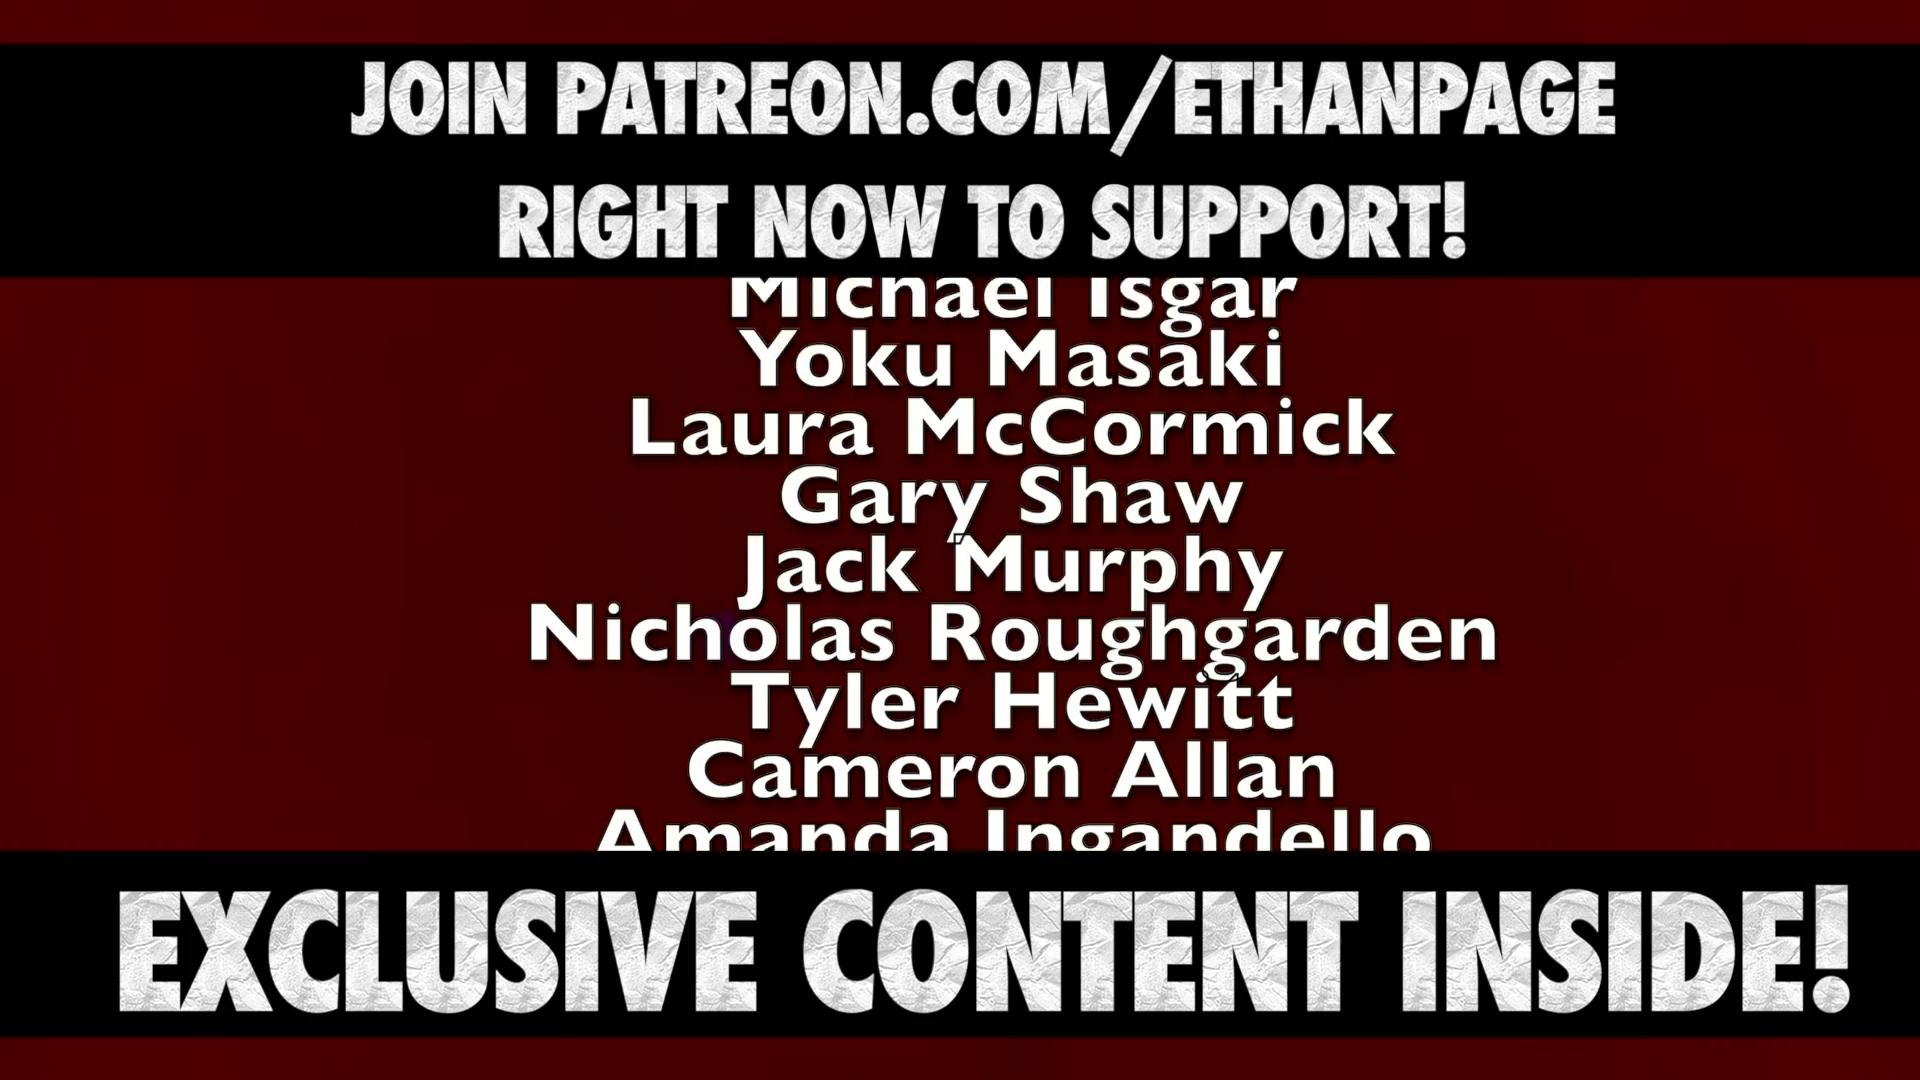 JOIN PATREON.COM/ETHANPAGE
RIGHT NOW TO SUPPORT!
Michael Isgar
Yoku Masaki
Laura McCormick
Gary Shaw
Jack Murphy
Nicholas Roughgarden
Tyler Hewitt
Cameron Allan
Amanda Ingandello
EXCLUSIVE CONTENT INSIDE!